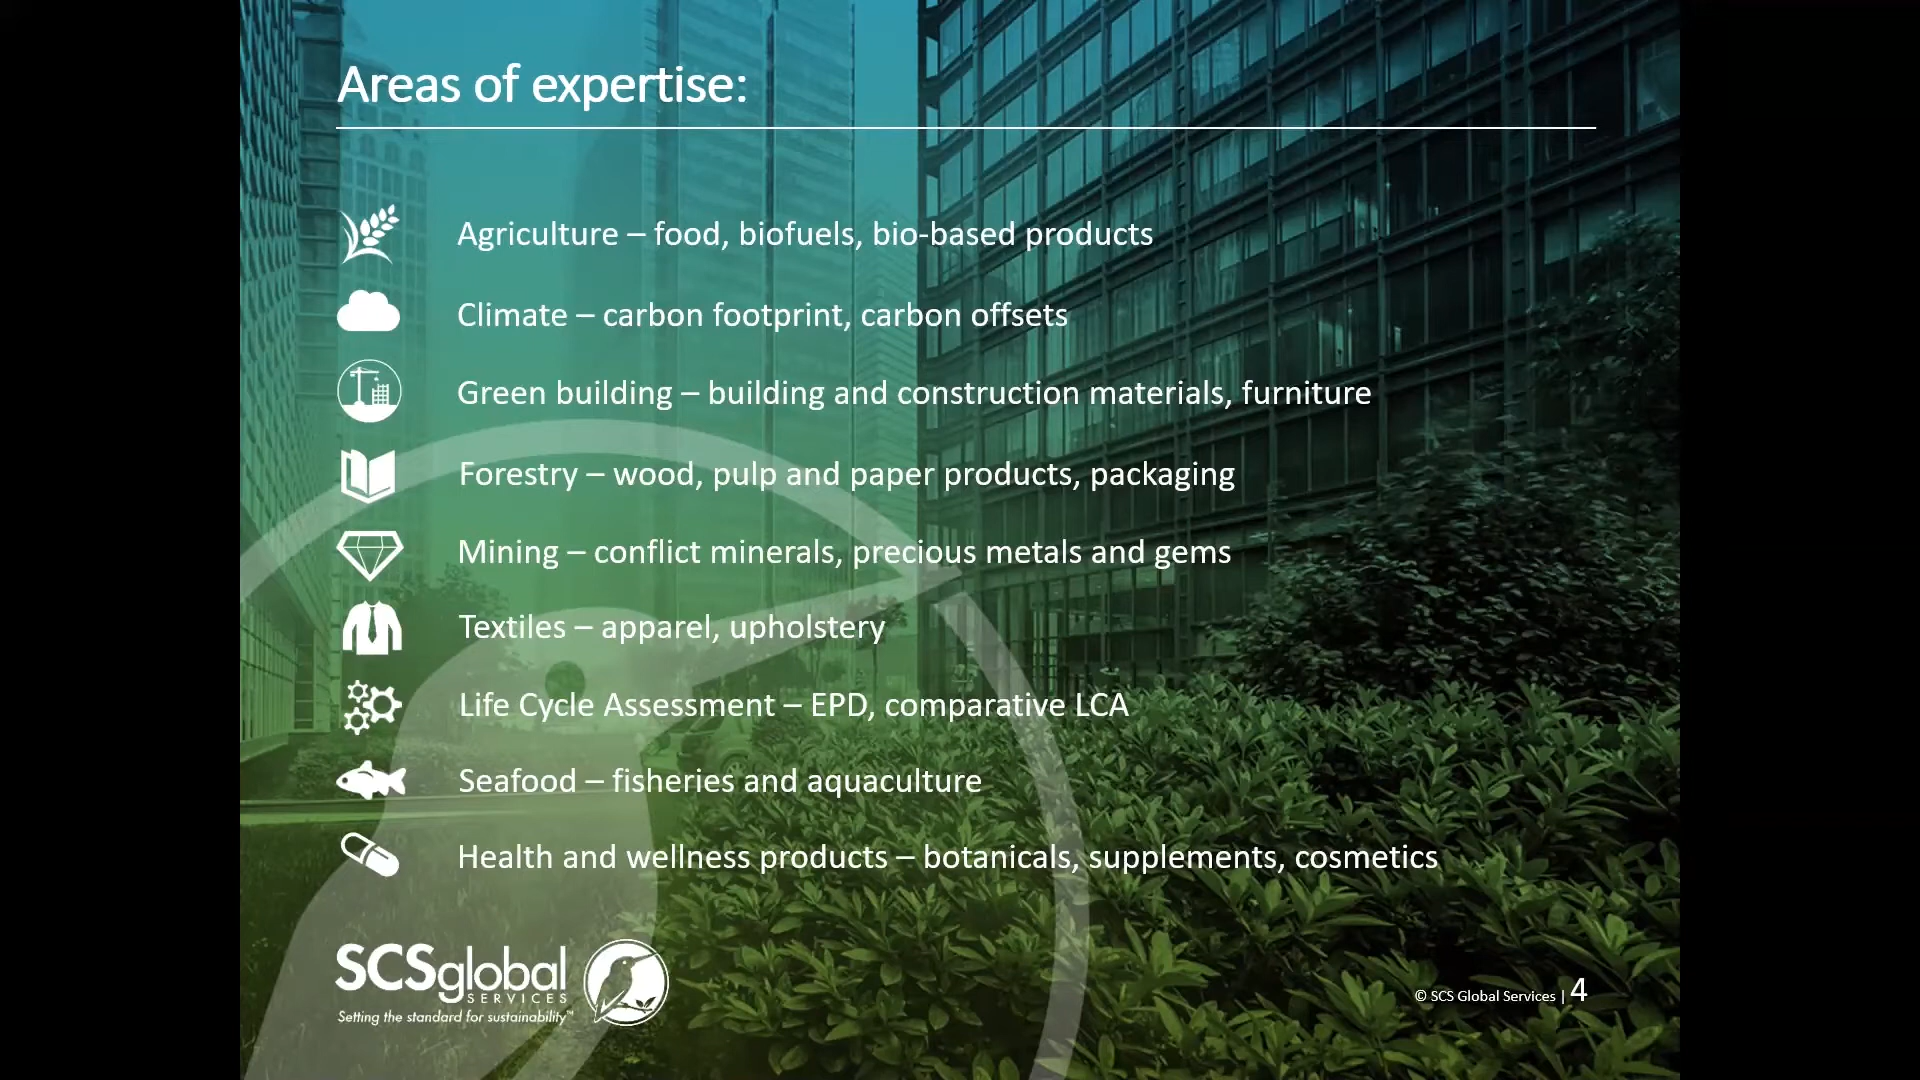 Areas of expertise:
Agriculture – food, biofuels, bio-based products
Climate – carbon footprint, carbon offsets
Green building – building and construction materials, furniture
Forestry – wood, pulp and paper products, packaging
Mining – conflict minerals, precious metals and gems
Textiles – apparel, upholstery
Life Cycle Assessment – EPD, comparative LCA
Seafood – fisheries and aquaculture
Health and wellness products – botanicals, supplements, cosmetics
SCSglobal
SERVICES
Setting the standard for sustainability™
© SCS Global Services | 4